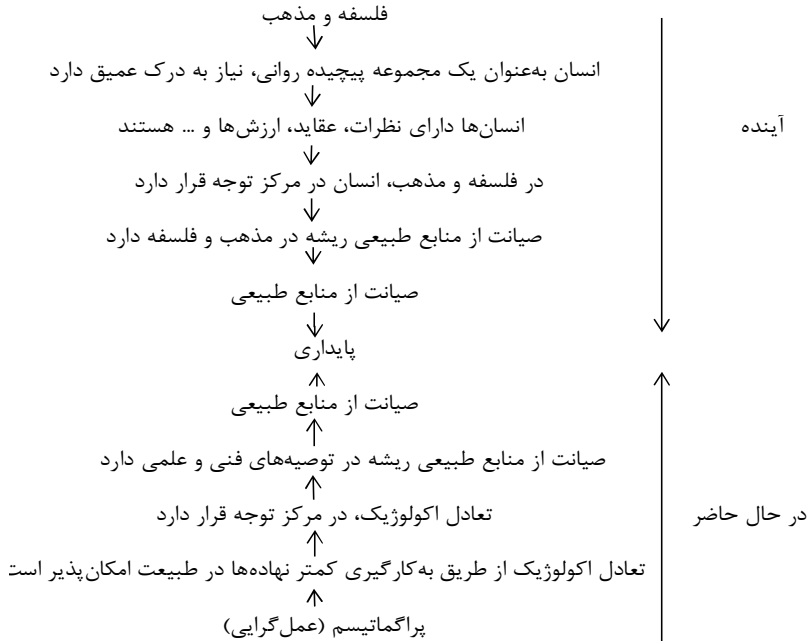 فلسفه و مذهب
انسان به‌عنوان یک مجموعه پیچیده روانی، نیاز به درک عمیق دارد
انسان‌ها دارای نظرات، عقاید، ارزش‌ها و ... هستند
آینده
در فلسفه و مذهب، انسان در مرکز توجه قرار دارد
صیانت از منابع طبیعی ریشه در مذهب و فلسفه دارد
صیانت از منابع طبیعی
پایداری
صیانت از منابع طبیعی
صیانت از منابع طبیعی ریشه در توصیه‌های فنی و علمی دارد
تعادل اکولوژیک، در مرکز توجه قرار دارد
در حال حاضر
تعادل اکولوژیک از طریق به‌کارگیری کمتر نهاده‌ها در طبیعت امکان‌پذیر است
پراگماتیسم (عمل‌گرایی)